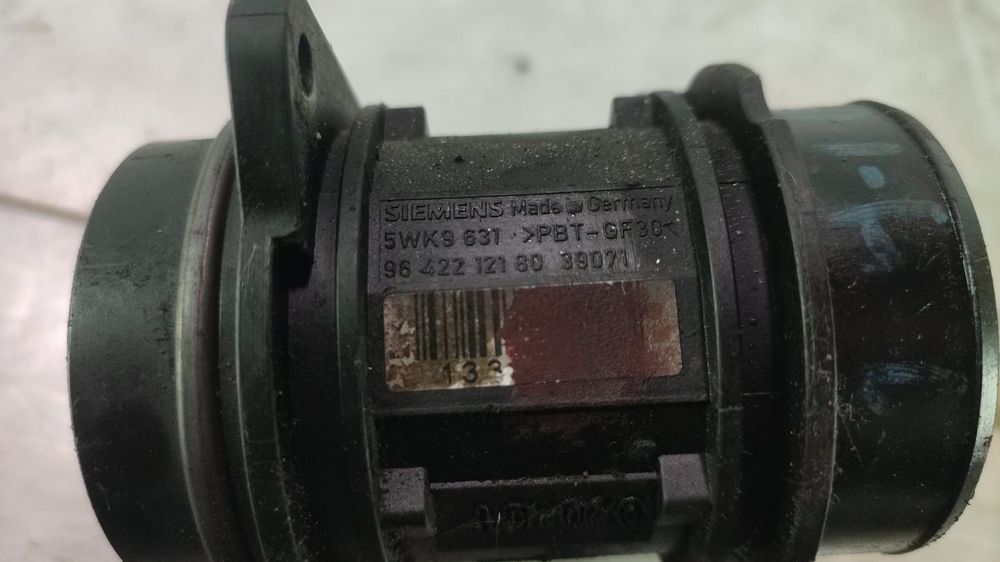 SIEMENS Made in Germany
5WK9 631 >PBT-GF30<
96 422 121 80 39071
133